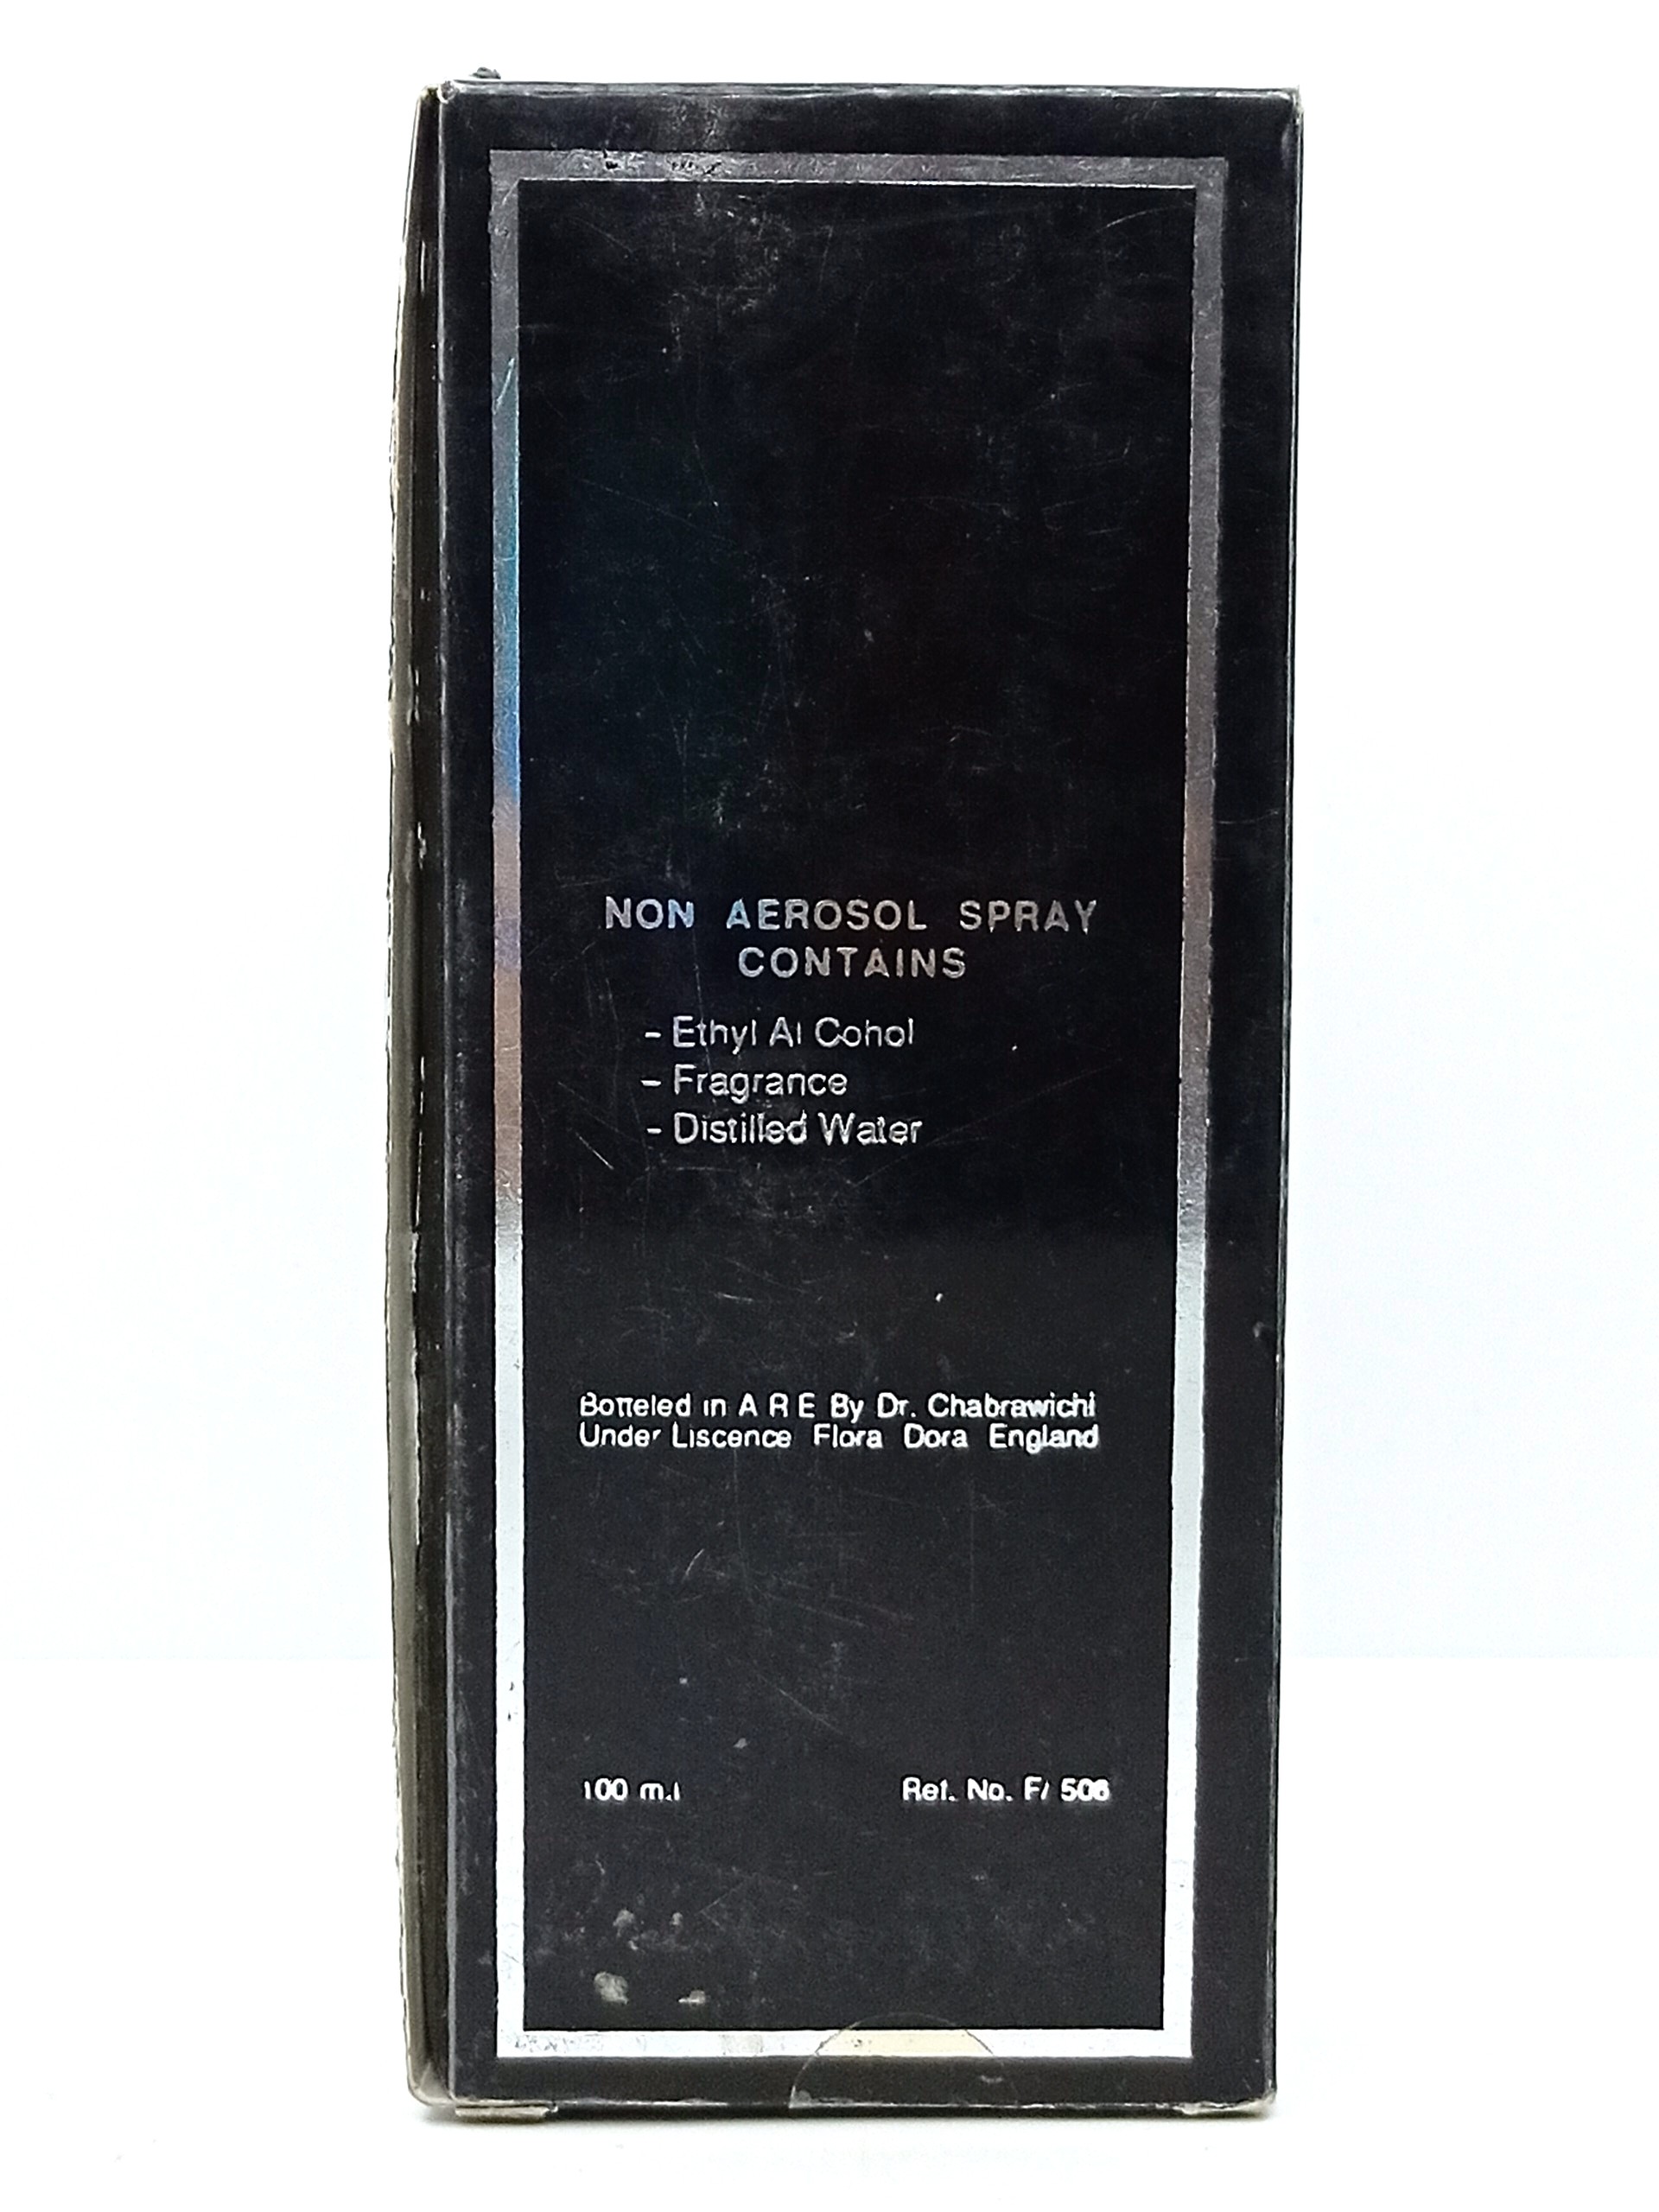 NON AEROSOL SPRAY
CONTAINS
- Ethyl Al Cohol
- Fragrance
- Distilled Water
Botteled in A R E By Dr. Chabrawichi
Under Liscence Flora Dora England
100 m.l
Ref. No. F/ 506